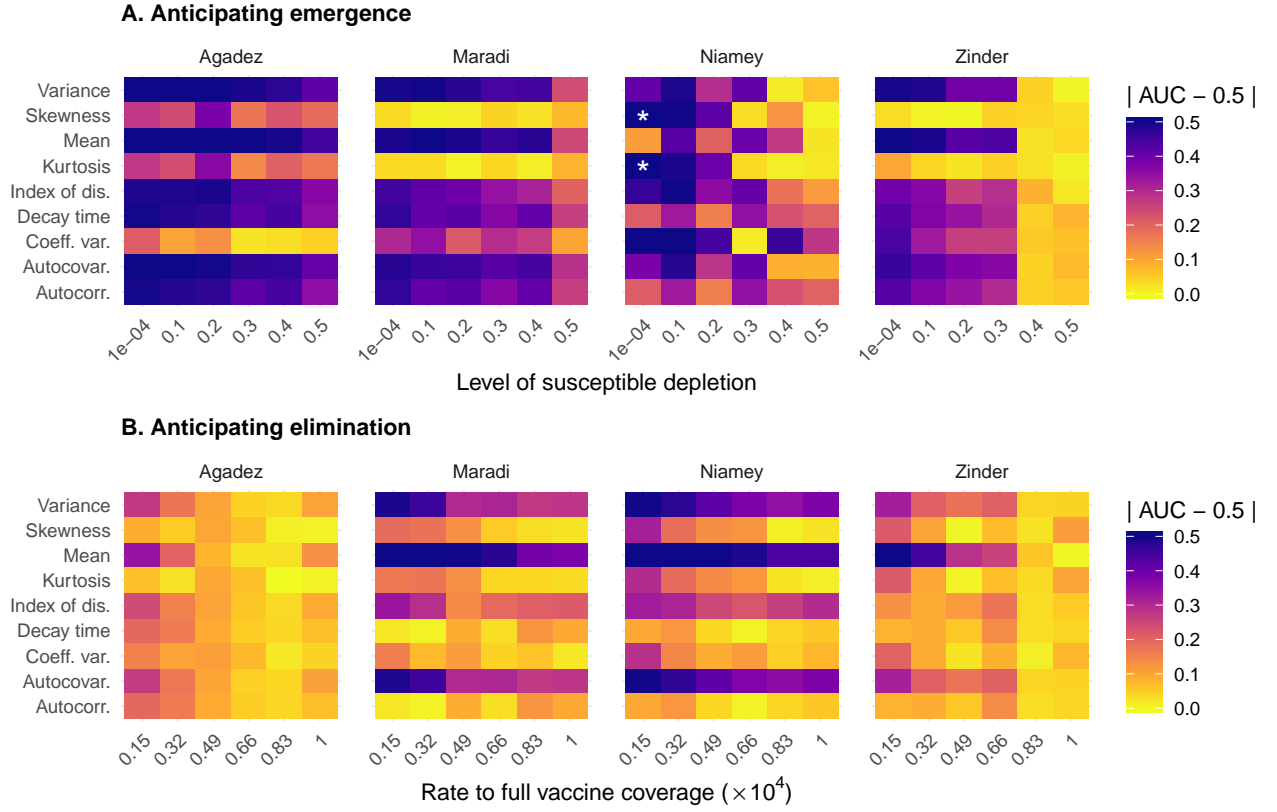 A. Anticipating emergence
Agadez Maradi Niamey Zinder
Variance
Skewness
Mean
Kurtosis
Index of dis.
Decay time
Coeff. var.
Autocovar.
Autocorr.
*
*
| AUC − 0.5 |
0.5
0.4
0.3
0.2
0.1
0.0
1e−04 0.1 0.2 0.3 0.4 0.5 1e−04 0.1 0.2 0.3 0.4 0.5 1e−04 0.1 0.2 0.3 0.4 0.5 1e−04 0.1 0.2 0.3 0.4 0.5
Level of susceptible depletion
B. Anticipating elimination
Agadez Maradi Niamey Zinder
Variance
Skewness
Mean
Kurtosis
Index of dis.
Decay time
Coeff. var.
Autocovar.
Autocorr.
| AUC − 0.5 |
0.5
0.4
0.3
0.2
0.1
0.0
0.15 0.32 0.49 0.66 0.83 1 0.15 0.32 0.49 0.66 0.83 1 0.15 0.32 0.49 0.66 0.83 1 0.15 0.32 0.49 0.66 0.83 1
Rate to full vaccine coverage (×10⁴)